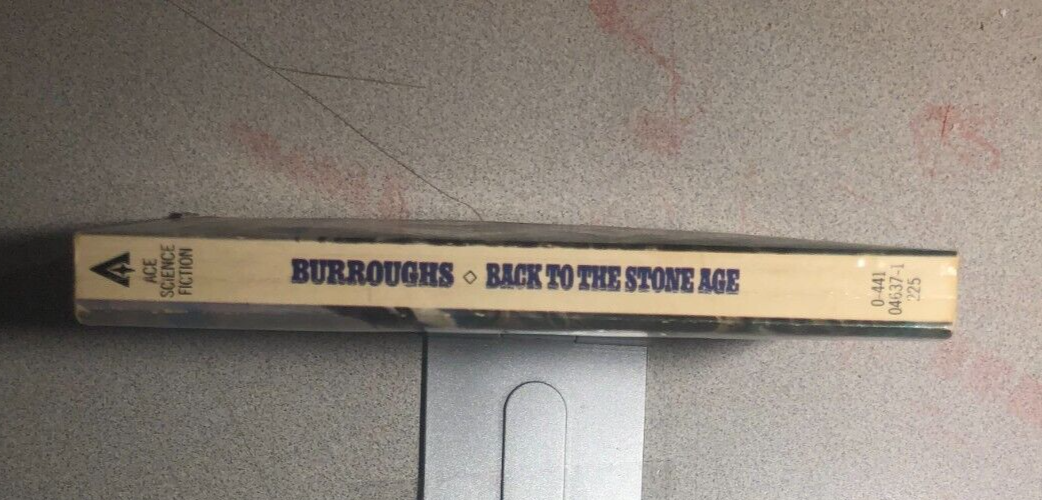 ACE
SCIENCE
FICTION
BURROUGHS ◇ BACK TO THE STONE AGE
0-441
04637-1
225